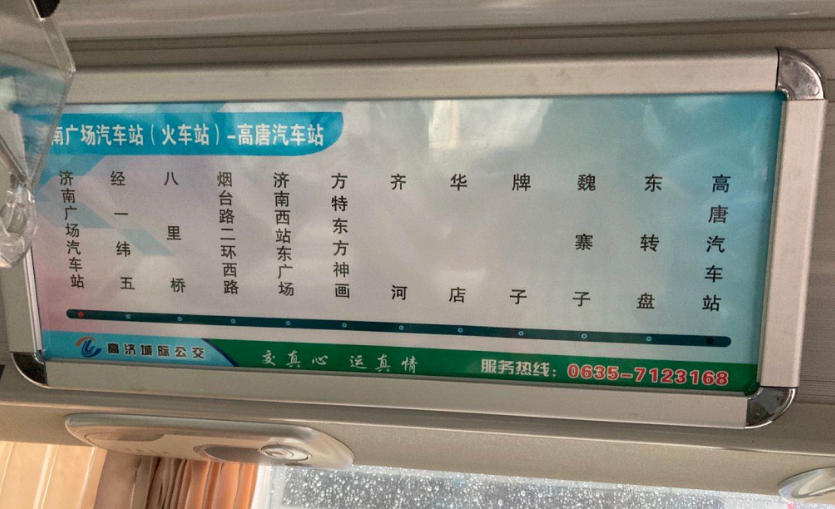 南广场汽车站（火车站）-高唐汽车站
济南广场汽车站
经一纬五
八里桥
烟台路二环西路
济南西站东广场
方特东方神画
齐河
华店
牌子
魏寨子
东转盘
高唐汽车站
高济城际公交
交真心 运真情
服务热线：0635-7123168